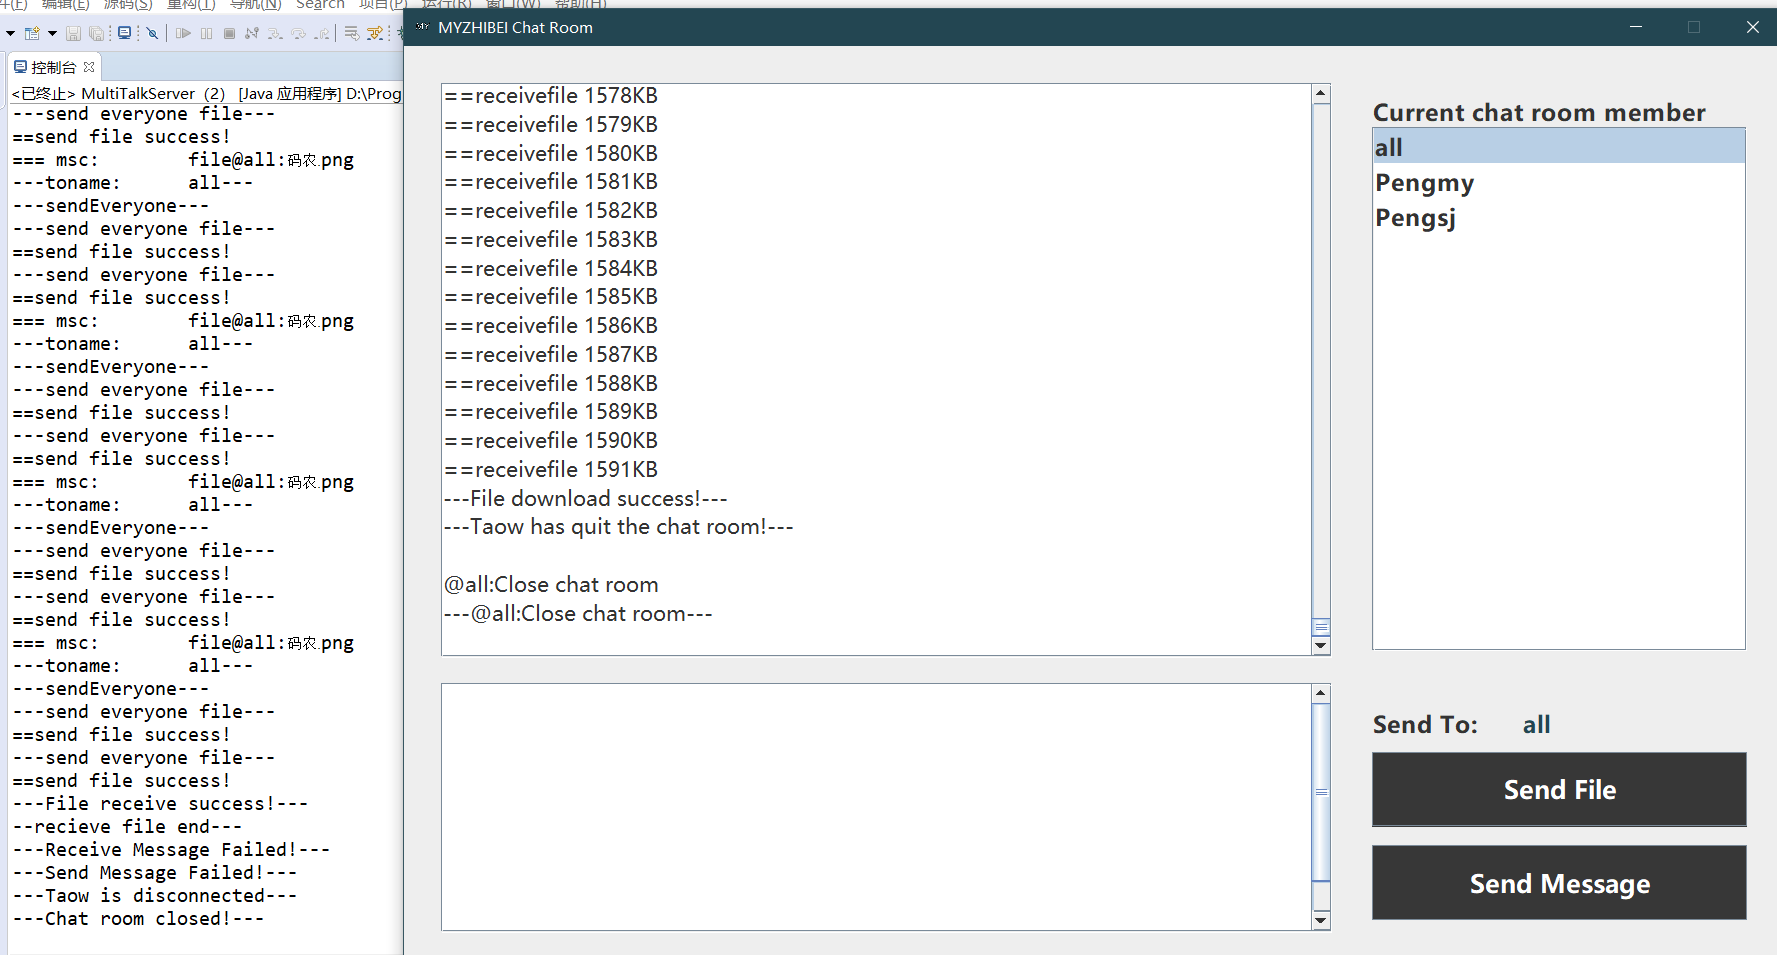 件(F) 编辑(E) 源码(S) 重构(T) 导航(N) Search 项目(P) 运行(R) 窗口(W) 帮助(H)
控制台
<已终止> MultiTalkServer（2） [Java 应用程序] D:\Prog
---send everyone file---
==send file success!
=== msc: file@all:码农.png
---toname: all---
---sendEveryone---
---send everyone file---
==send file success!
---send everyone file---
==send file success!
=== msc: file@all:码农.png
---toname: all---
---sendEveryone---
---send everyone file---
==send file success!
---send everyone file---
==send file success!
=== msc: file@all:码农.png
---toname: all---
---sendEveryone---
---send everyone file---
==send file success!
---send everyone file---
==send file success!
=== msc: file@all:码农.png
---toname: all---
---sendEveryone---
---send everyone file---
==send file success!
---send everyone file---
==send file success!
---File receive success!---
--recieve file end---
---Receive Message Failed!---
---Send Message Failed!---
---Taow is disconnected---
---Chat room closed!---
MYZHIBEI Chat Room
==receivefile 1578KB
==receivefile 1579KB
==receivefile 1580KB
==receivefile 1581KB
==receivefile 1582KB
==receivefile 1583KB
==receivefile 1584KB
==receivefile 1585KB
==receivefile 1586KB
==receivefile 1587KB
==receivefile 1588KB
==receivefile 1589KB
==receivefile 1590KB
==receivefile 1591KB
---File download success!---
---Taow has quit the chat room!---
@all:Close chat room
---@all:Close chat room---
Current chat room member
all
Pengmy
Pengsj
Send To: all
Send File
Send Message